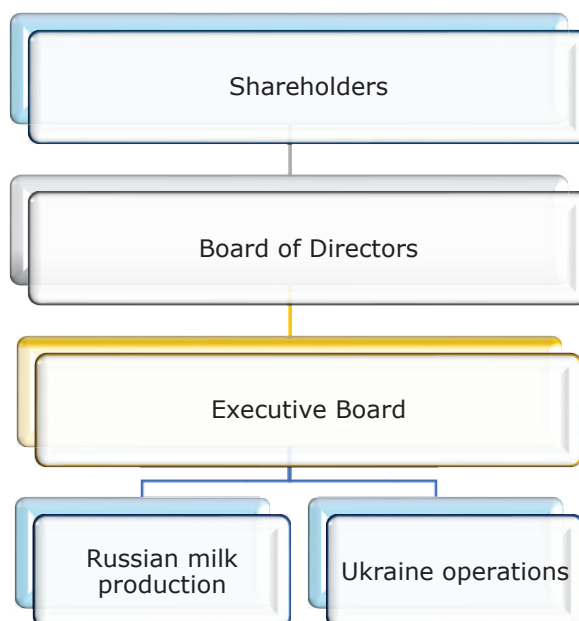 Shareholders
Board of Directors
Executive Board
Russian milk
production
Ukraine operations